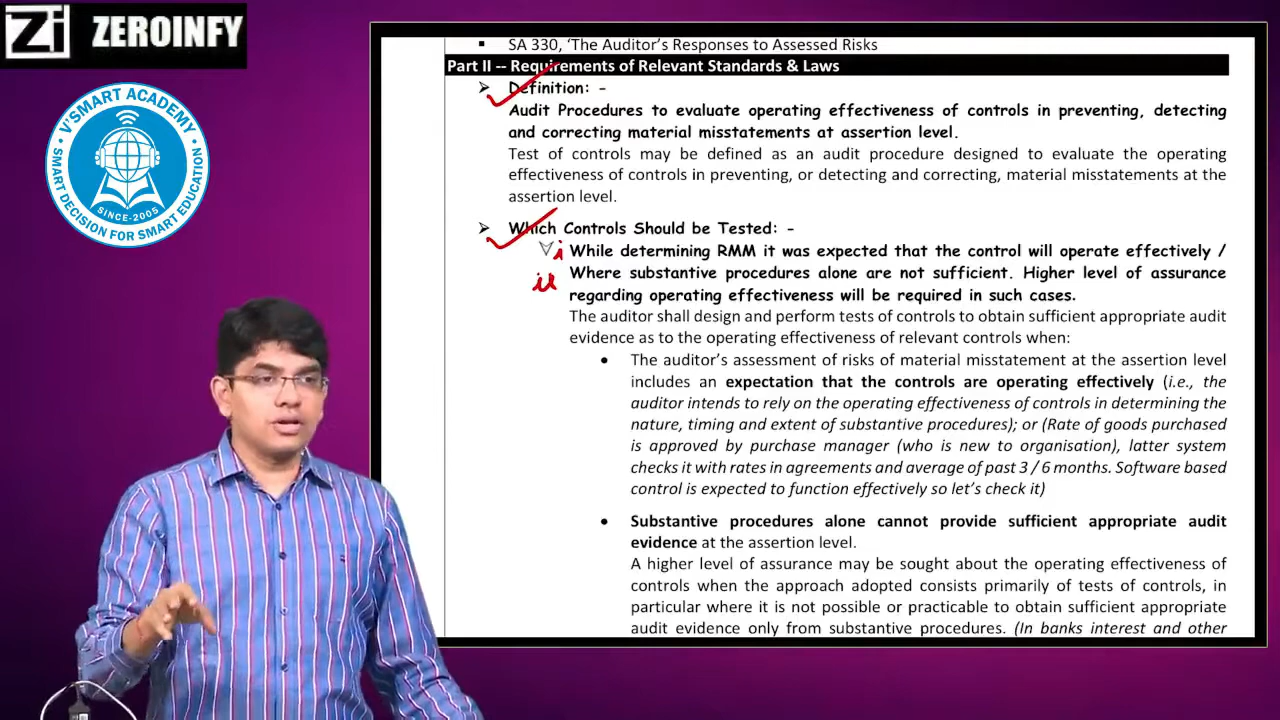 Zi ZEROINFY
V'SMART ACADEMY
SMART DECISION FOR SMART EDUCATION
SINCE-2005
▪ SA 330, 'The Auditor's Responses to Assessed Risks
Part II -- Requirements of Relevant Standards & Laws
➢ Definition: -
Audit Procedures to evaluate operating effectiveness of controls in preventing, detecting
and correcting material misstatements at assertion level.
Test of controls may be defined as an audit procedure designed to evaluate the operating
effectiveness of controls in preventing, or detecting and correcting, material misstatements at the
assertion level.
➢ Which Controls Should be Tested: -
i While determining RMM it was expected that the control will operate effectively /
ii Where substantive procedures alone are not sufficient. Higher level of assurance
regarding operating effectiveness will be required in such cases.
The auditor shall design and perform tests of controls to obtain sufficient appropriate audit
evidence as to the operating effectiveness of relevant controls when:
• The auditor's assessment of risks of material misstatement at the assertion level
includes an expectation that the controls are operating effectively (i.e., the
auditor intends to rely on the operating effectiveness of controls in determining the
nature, timing and extent of substantive procedures); or (Rate of goods purchased
is approved by purchase manager (who is new to organisation), latter system
checks it with rates in agreements and average of past 3 / 6 months. Software based
control is expected to function effectively so let's check it)
• Substantive procedures alone cannot provide sufficient appropriate audit
evidence at the assertion level.
A higher level of assurance may be sought about the operating effectiveness of
controls when the approach adopted consists primarily of tests of controls, in
particular where it is not possible or practicable to obtain sufficient appropriate
audit evidence only from substantive procedures. (In banks interest and other